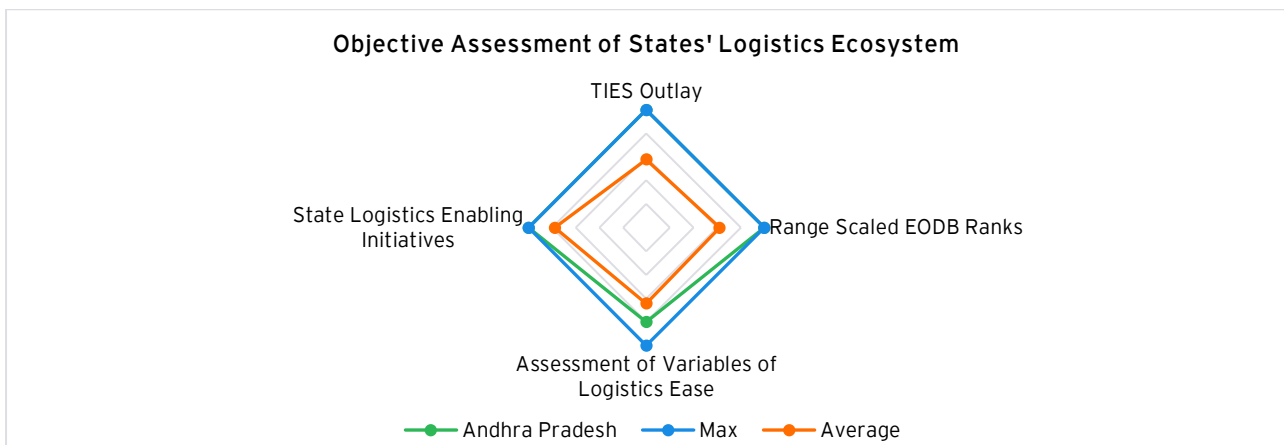 Objective Assessment of States' Logistics Ecosystem
TIES Outlay
State Logistics Enabling
Initiatives
Range Scaled EODB Ranks
Assessment of Variables of
Logistics Ease
Andhra Pradesh Max Average